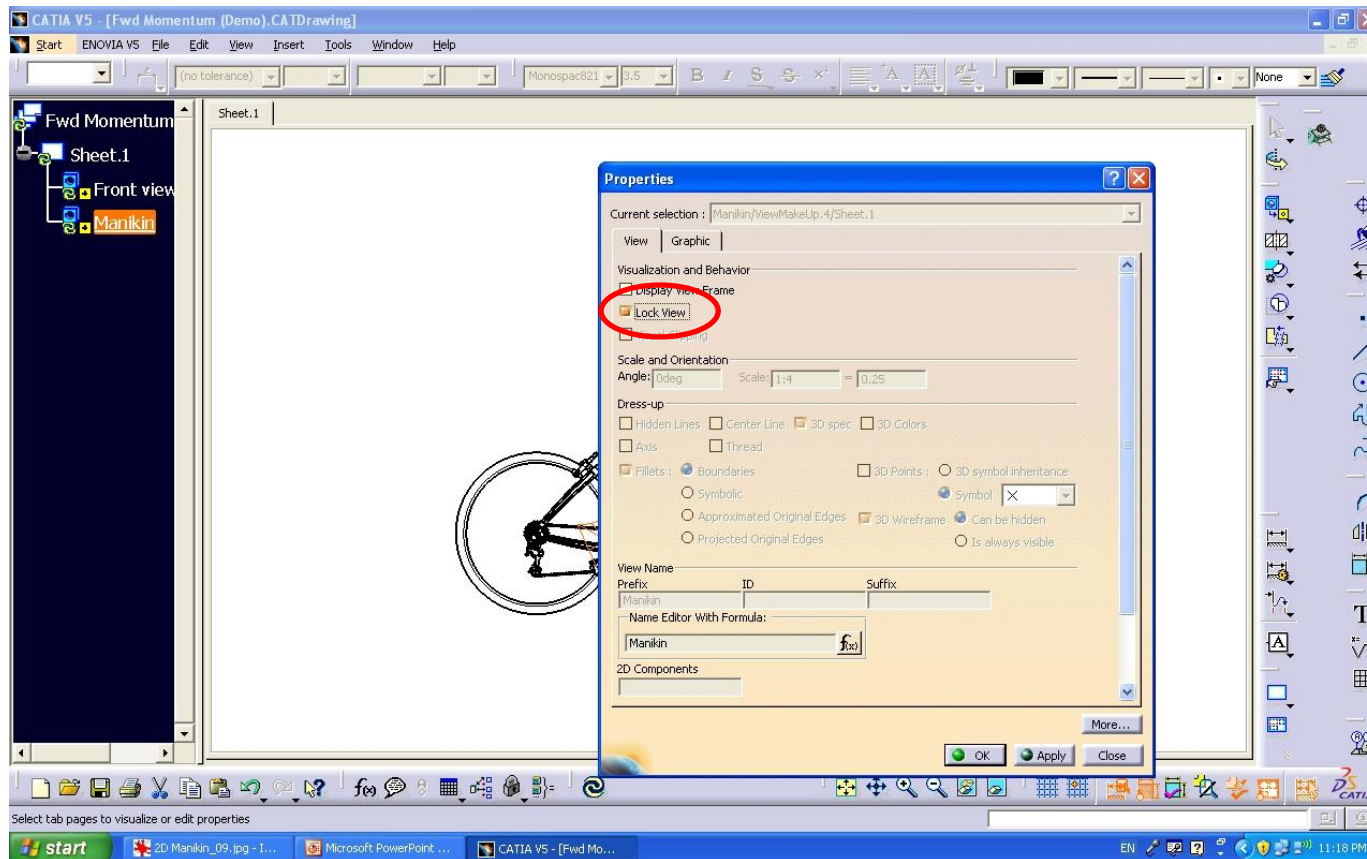 CATIA V5 - [Fwd Momentum (Demo).CATDrawing]
Start ENOVIA V5 File Edit View Insert Tools Window Help
(no tolerance) Monospac821 3.5 B I S S None
Fwd Momentum
Sheet.1
Sheet.1
Front view
Manikin
Properties
Current selection : Manikin/ViewMakeUp.4/Sheet.1
View Graphic
Visualization and Behavior
Display View Frame
Lock View
Visual Clipping
Scale and Orientation
Angle: 0deg Scale: 1:4 = 0.25
Dress-up
Hidden Lines Center Line 3D spec 3D Colors
Axis Thread
Fillets : Boundaries 3D Points : 3D symbol inheritance
Symbolic Symbol
Approximated Original Edges 3D Wireframe Can be hidden
Projected Original Edges Is always visible
View Name
Prefix ID Suffix
Manikin
Name Editor With Formula:
Manikin f(x)
2D Components
More...
OK Apply Close
Select tab pages to visualize or edit properties
start 2D Manikin_09.jpg - I... Microsoft PowerPoint ... CATIA V5 - [Fwd Mo... EN 11:18 PM